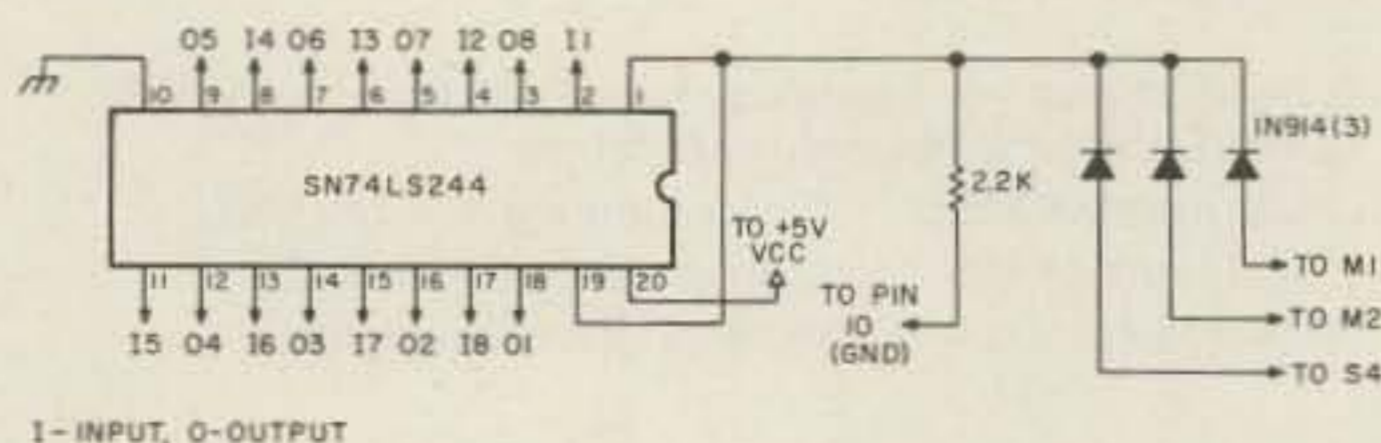 O5 I4 O6 I3 O7 I2 O8 I1
10 9 8 7 6 5 4 3 2 1
IN914(3)
SN74LS244
2.2K
TO +5V
VCC
11 12 13 14 15 16 17 18 19 20
TO PIN
10
(GND)
TO M1
TO M2
TO S4
I5 O4 I6 O3 I7 O2 I8 O1
I-INPUT, O-OUTPUT